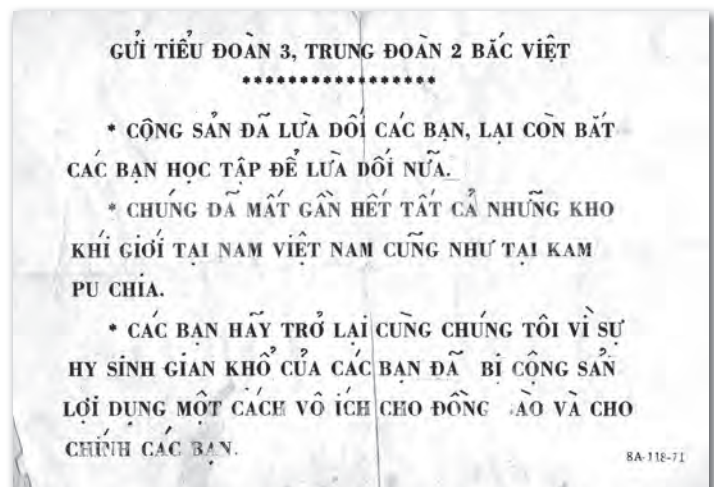 GỬI TIỂU ĐOÀN 3, TRUNG ĐOÀN 2 BẮC VIỆT
*****************
* CỘNG SẢN ĐÃ LỪA DỐI CÁC BẠN, LẠI CÒN BẮT
CÁC BẠN HỌC TẬP ĐỂ LỪA DỐI NỮA.
* CHÚNG ĐÃ MẤT GẦN HẾT TẤT CẢ NHỮNG KHO
KHÍ GIỚI TẠI NAM VIỆT NAM CŨNG NHƯ TẠI KAM
PU CHIA.
* CÁC BẠN HÃY TRỞ LẠI CÙNG CHÚNG TÔI VÌ SỰ
HY SINH GIAN KHỔ CỦA CÁC BẠN ĐÃ BỊ CỘNG SẢN
LỢI DỤNG MỘT CÁCH VÔ ÍCH CHO ĐỒNG VÀ CHO
CHÍNH CÁC BẠN.
8A-118-71